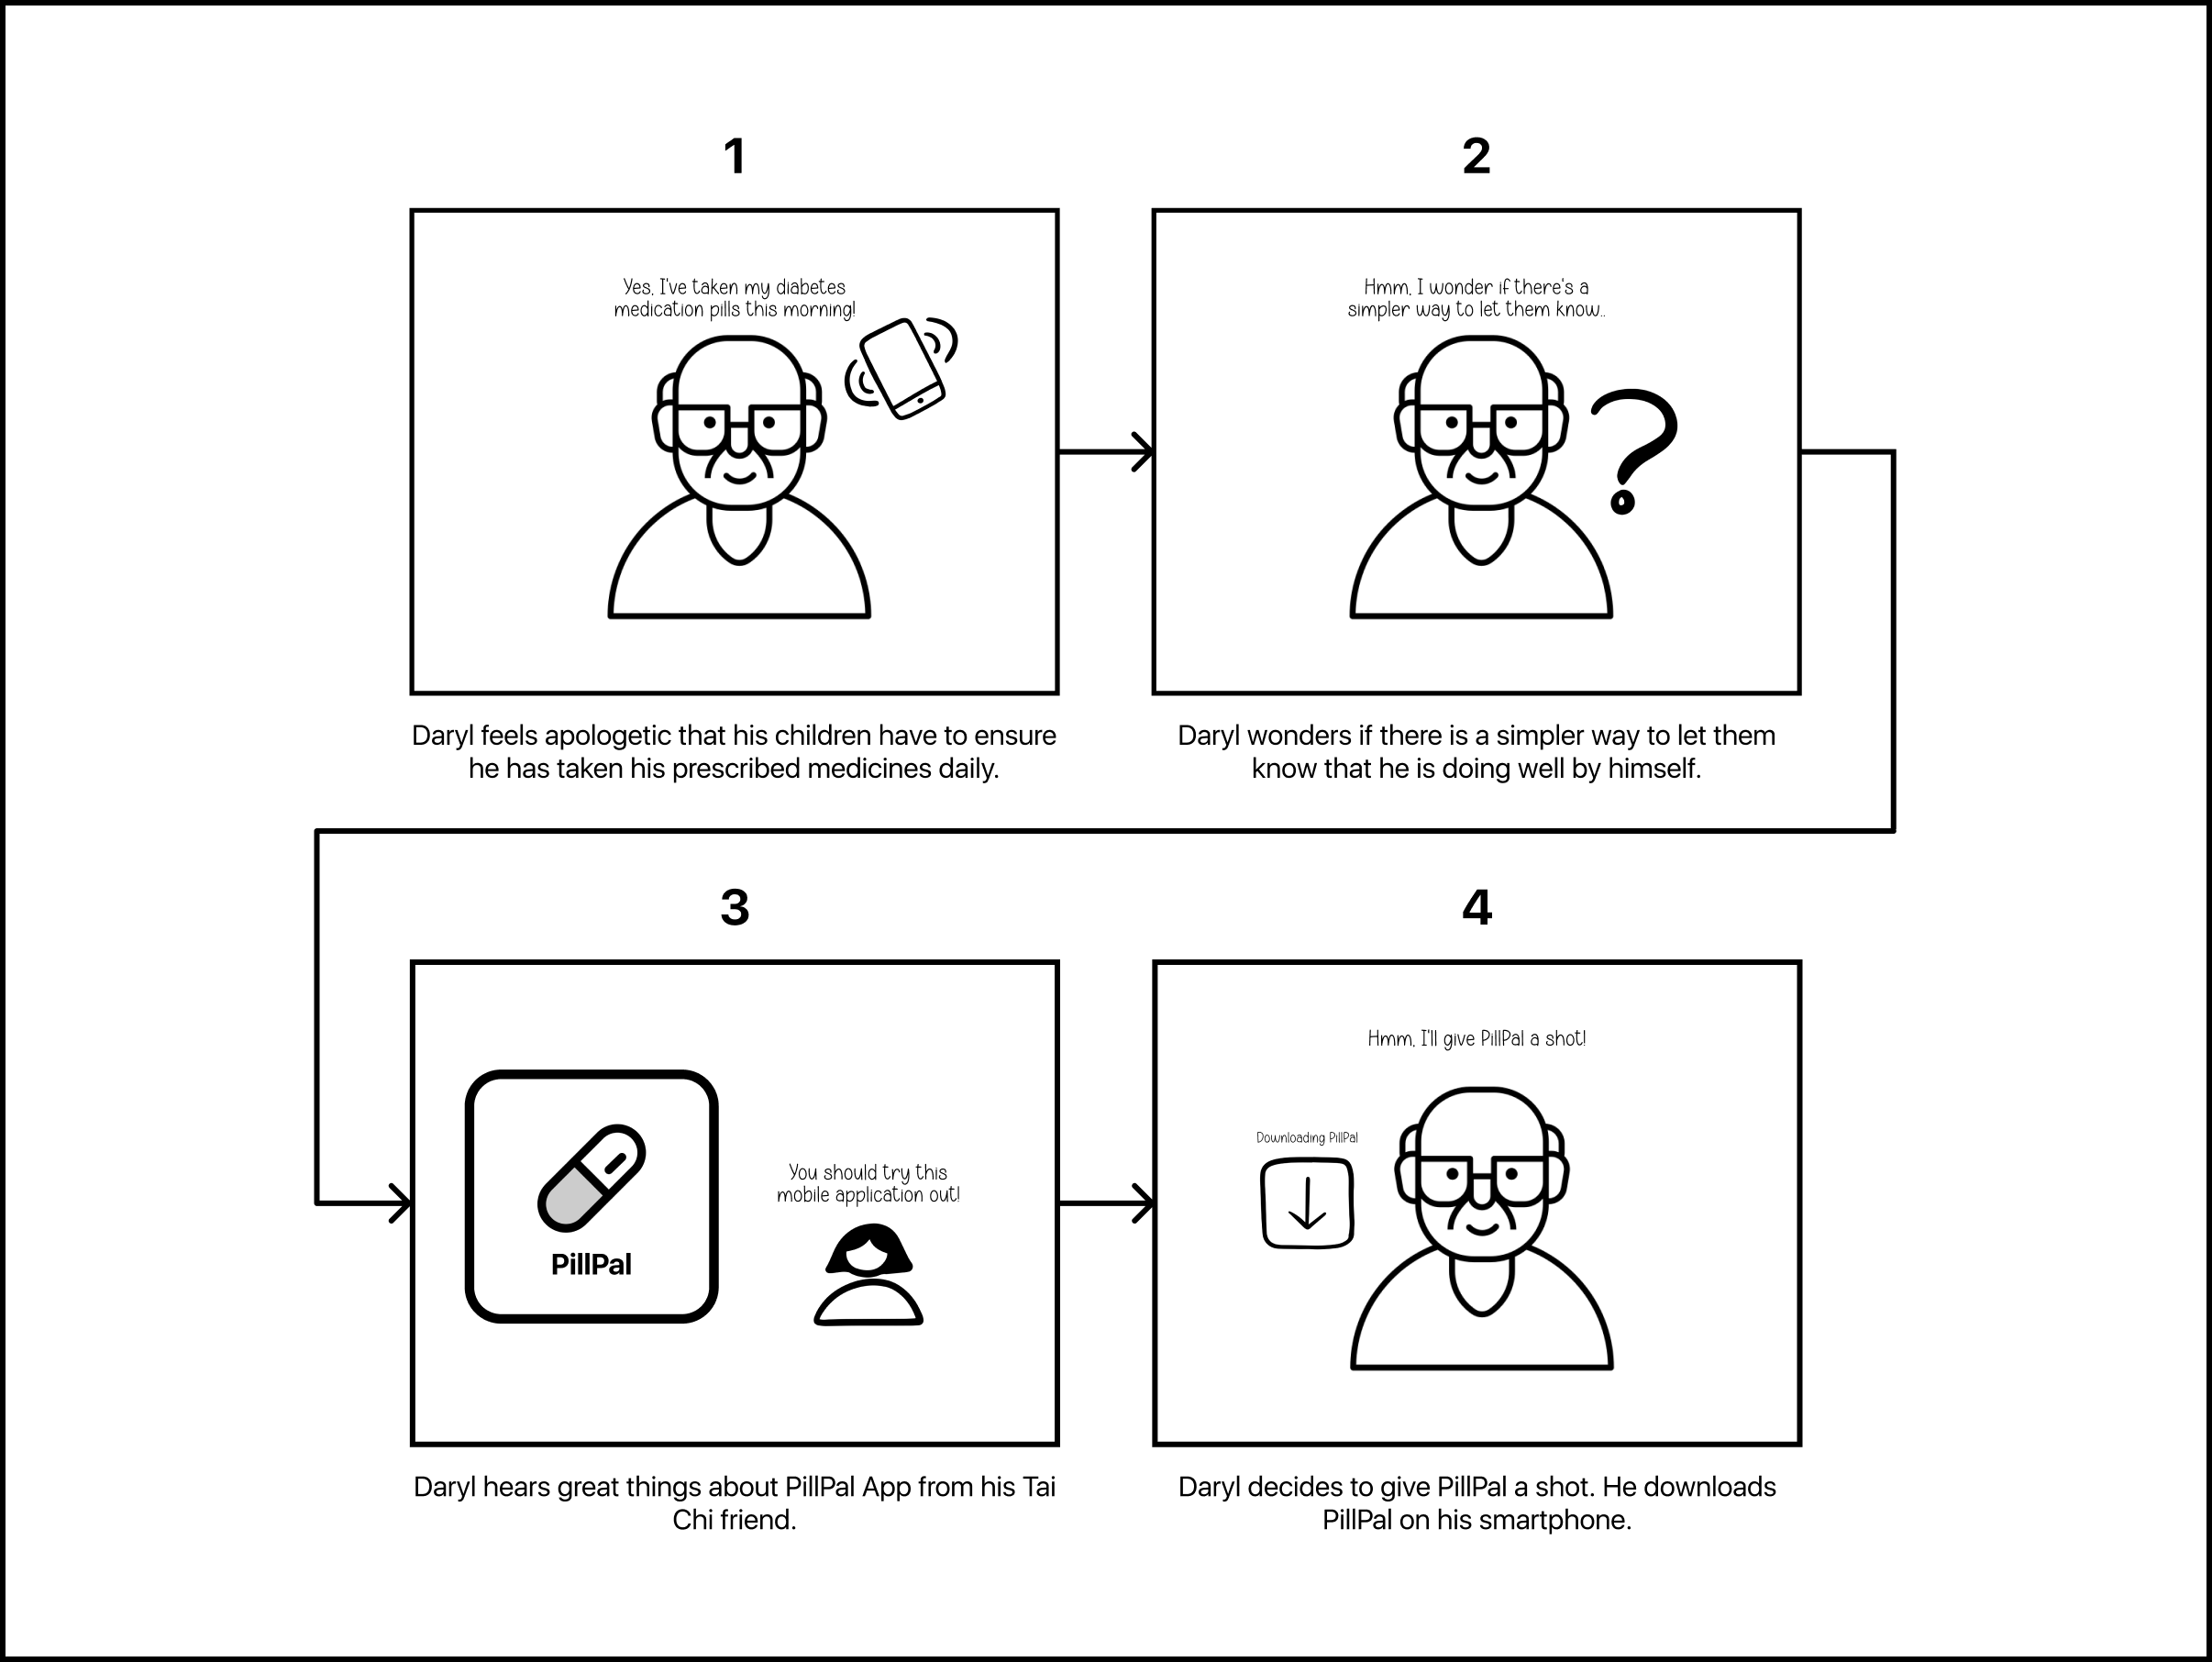 1
Yes, I've taken my diabetes
medication pills this morning!
Daryl feels apologetic that his children have to ensure
he has taken his prescribed medicines daily.
2
Hmm, I wonder if there's a
simpler way to let them know..
Daryl wonders if there is a simpler way to let them
know that he is doing well by himself.
3
PillPal
You should try this
mobile application out!
Daryl hears great things about PillPal App from his Tai
Chi friend.
4
Hmm, I'll give PillPal a shot!
Downloading PillPal
Daryl decides to give PillPal a shot. He downloads
PillPal on his smartphone.